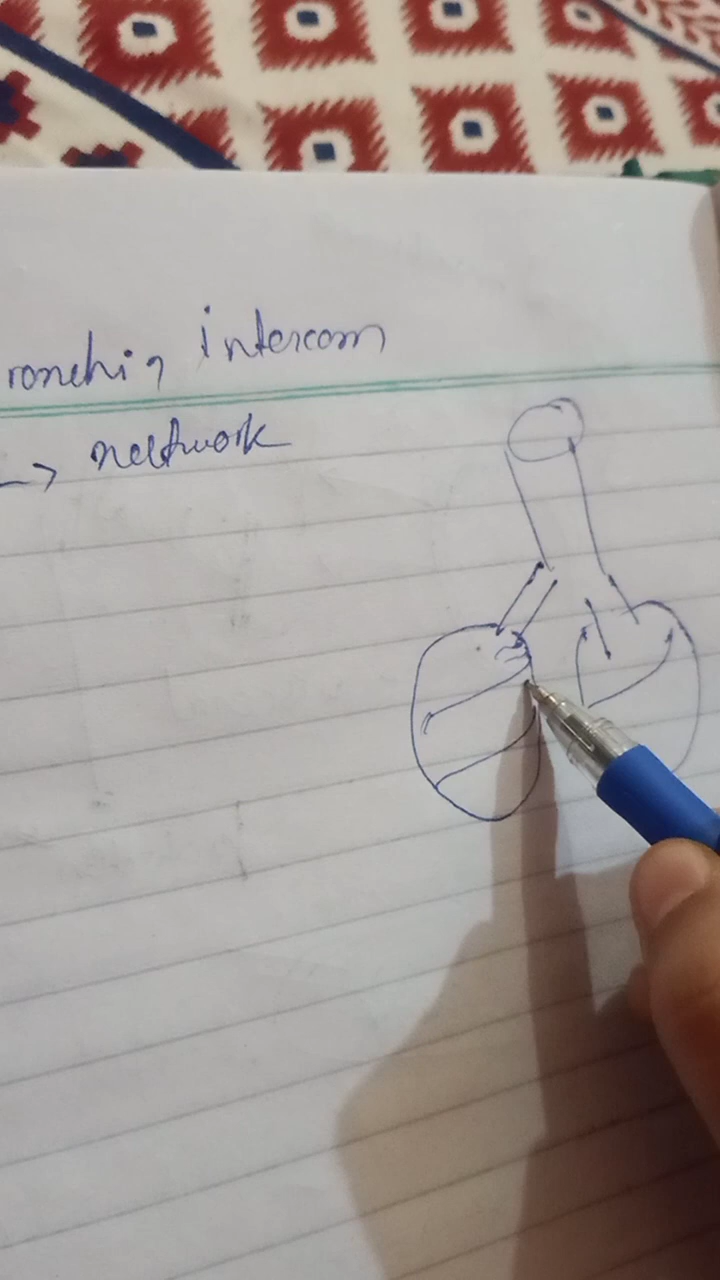 ronchi, intercom
→ network